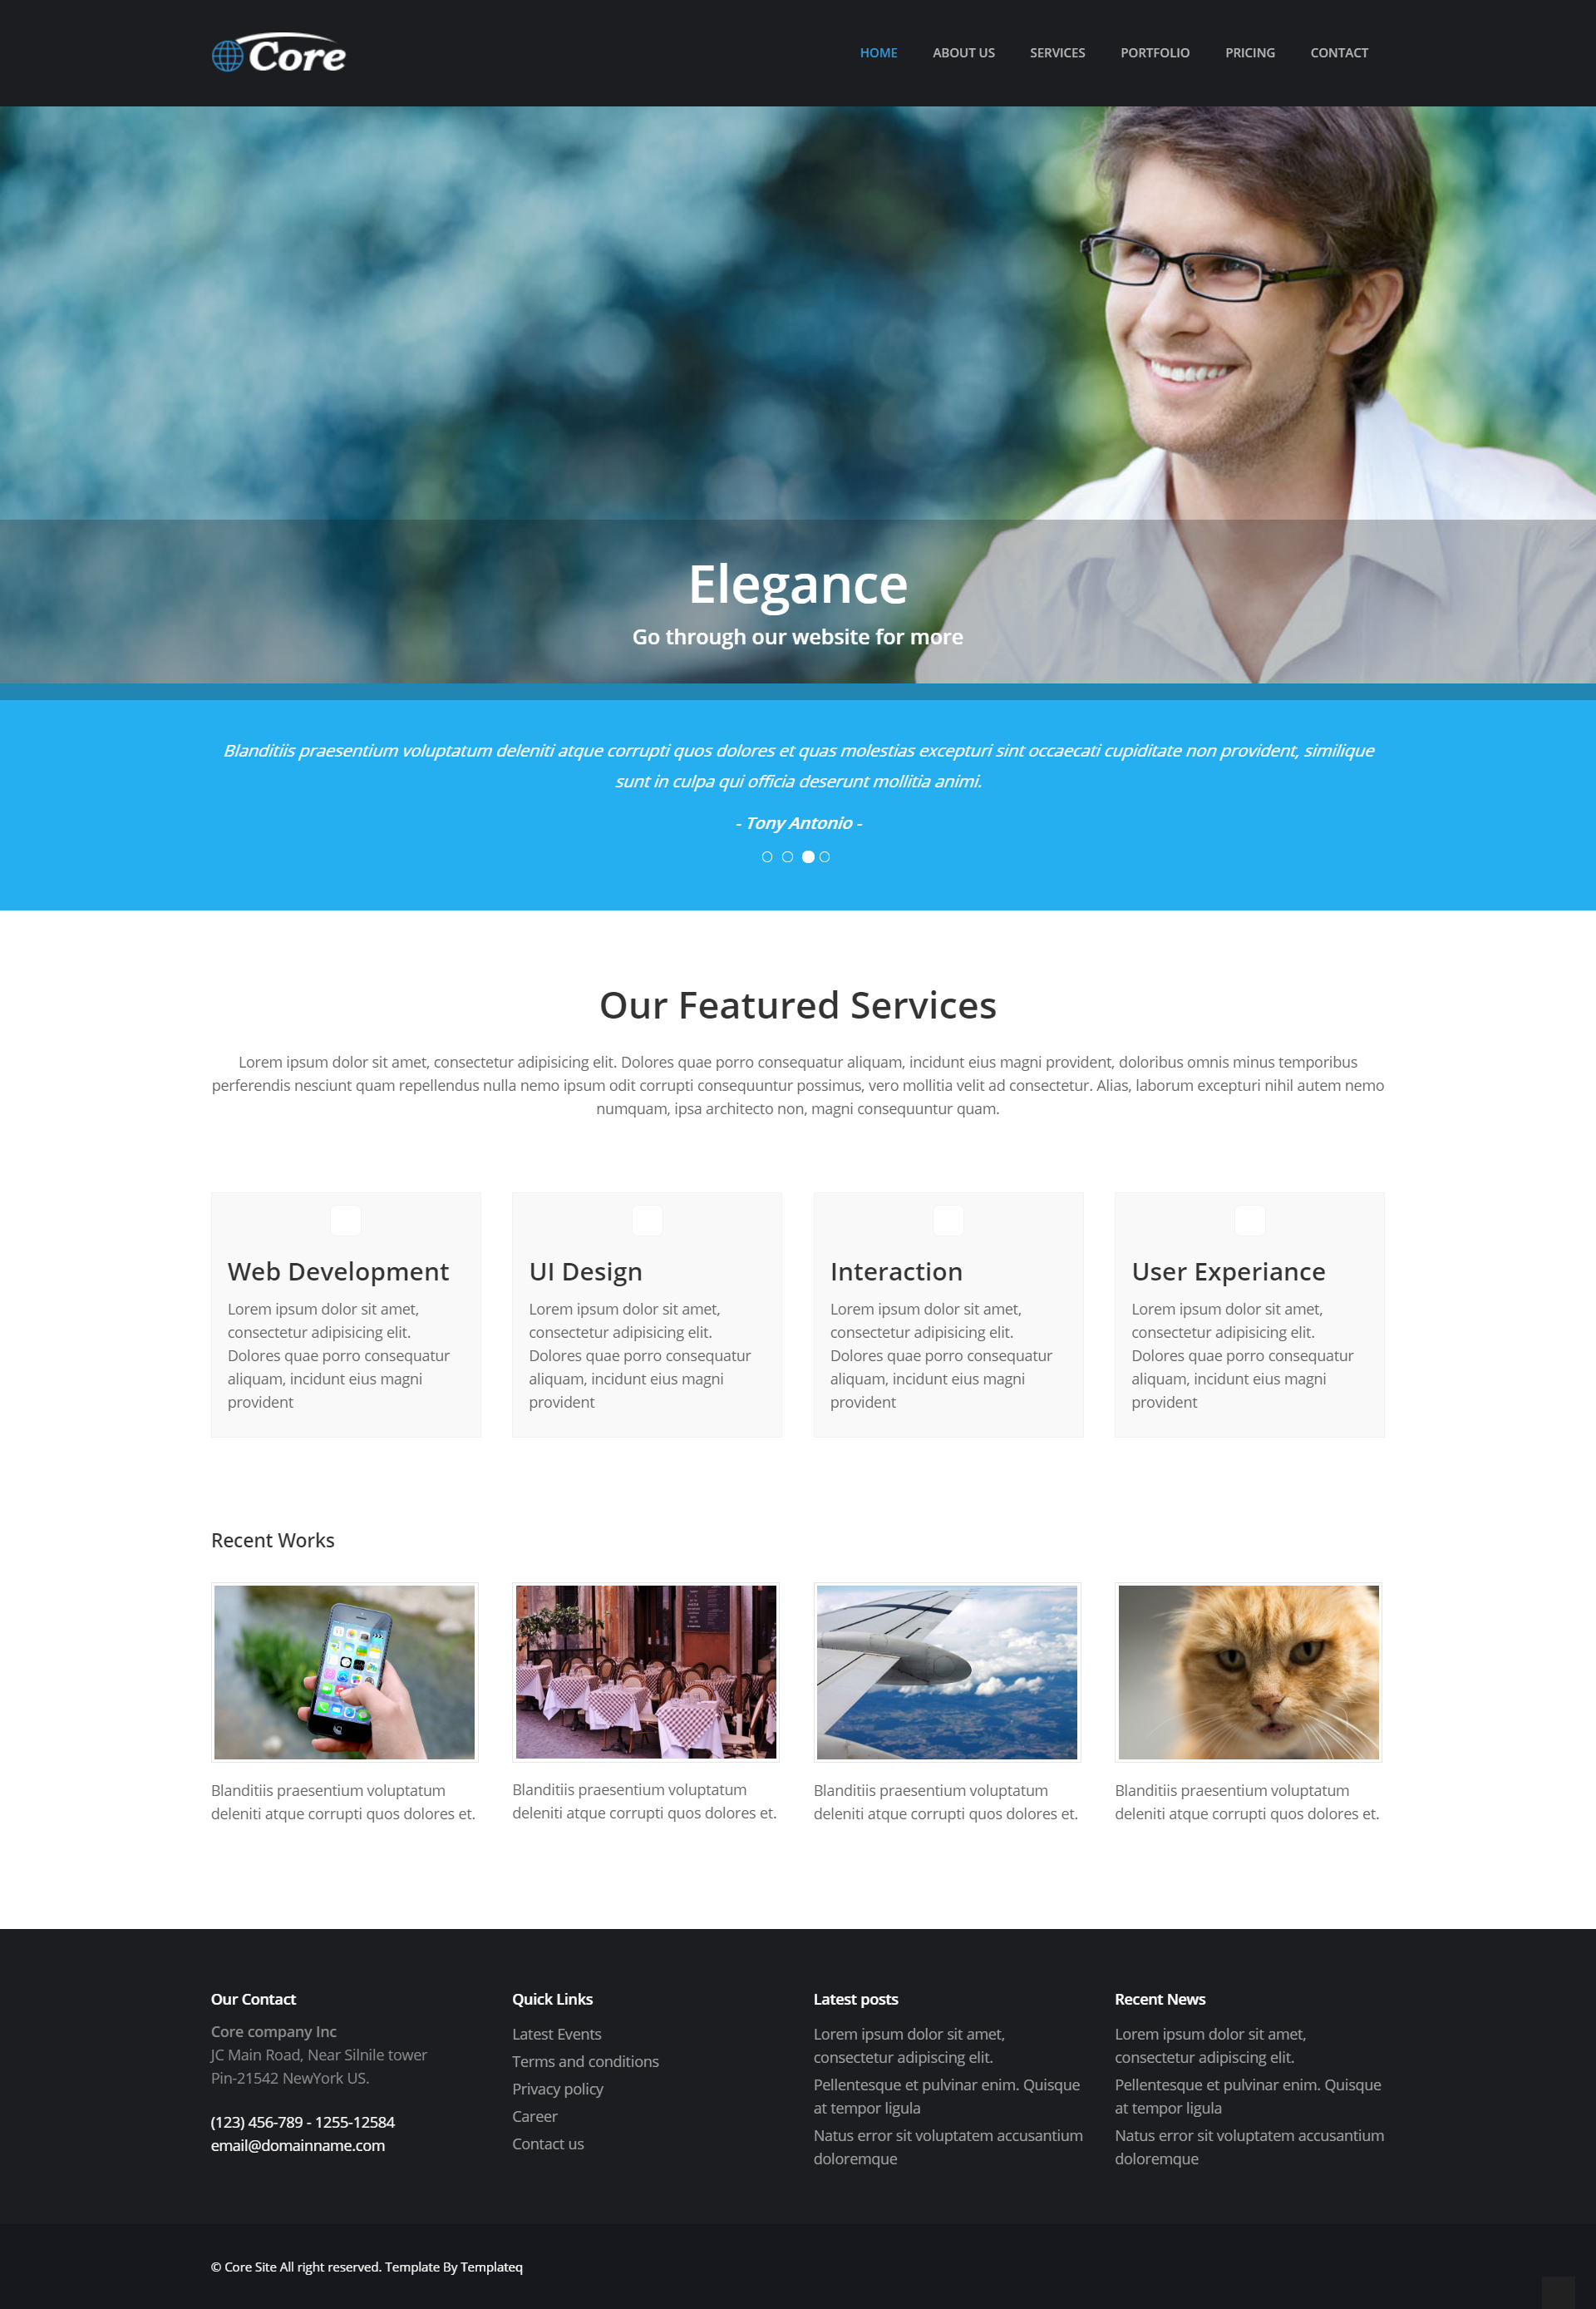 Core
HOME ABOUT US SERVICES PORTFOLIO PRICING CONTACT
Elegance
Go through our website for more
Blanditiis praesentium voluptatum deleniti atque corrupti quos dolores et quas molestias excepturi sint occaecati cupiditate non provident, similique
sunt in culpa qui officia deserunt mollitia animi.
- Tony Antonio -
Our Featured Services
Lorem ipsum dolor sit amet, consectetur adipisicing elit. Dolores quae porro consequatur aliquam, incidunt eius magni provident, doloribus omnis minus temporibus
perferendis nesciunt quam repellendus nulla nemo ipsum odit corrupti consequuntur possimus, vero mollitia velit ad consectetur. Alias, laborum excepturi nihil autem nemo
numquam, ipsa architecto non, magni consequuntur quam.
Web Development
Lorem ipsum dolor sit amet,
consectetur adipisicing elit.
Dolores quae porro consequatur
aliquam, incidunt eius magni
provident
UI Design
Lorem ipsum dolor sit amet,
consectetur adipisicing elit.
Dolores quae porro consequatur
aliquam, incidunt eius magni
provident
Interaction
Lorem ipsum dolor sit amet,
consectetur adipisicing elit.
Dolores quae porro consequatur
aliquam, incidunt eius magni
provident
User Experiance
Lorem ipsum dolor sit amet,
consectetur adipisicing elit.
Dolores quae porro consequatur
aliquam, incidunt eius magni
provident
Recent Works
Blanditiis praesentium voluptatum
deleniti atque corrupti quos dolores et.
Blanditiis praesentium voluptatum
deleniti atque corrupti quos dolores et.
Blanditiis praesentium voluptatum
deleniti atque corrupti quos dolores et.
Blanditiis praesentium voluptatum
deleniti atque corrupti quos dolores et.
Our Contact
Core company Inc
JC Main Road, Near Silnile tower
Pin-21542 NewYork US.
(123) 456-789 - 1255-12584
email@domainname.com
Quick Links
Latest Events
Terms and conditions
Privacy policy
Career
Contact us
Latest posts
Lorem ipsum dolor sit amet,
consectetur adipiscing elit.
Pellentesque et pulvinar enim. Quisque
at tempor ligula
Natus error sit voluptatem accusantium
doloremque
Recent News
Lorem ipsum dolor sit amet,
consectetur adipiscing elit.
Pellentesque et pulvinar enim. Quisque
at tempor ligula
Natus error sit voluptatem accusantium
doloremque
© Core Site All right reserved. Template By Templateq